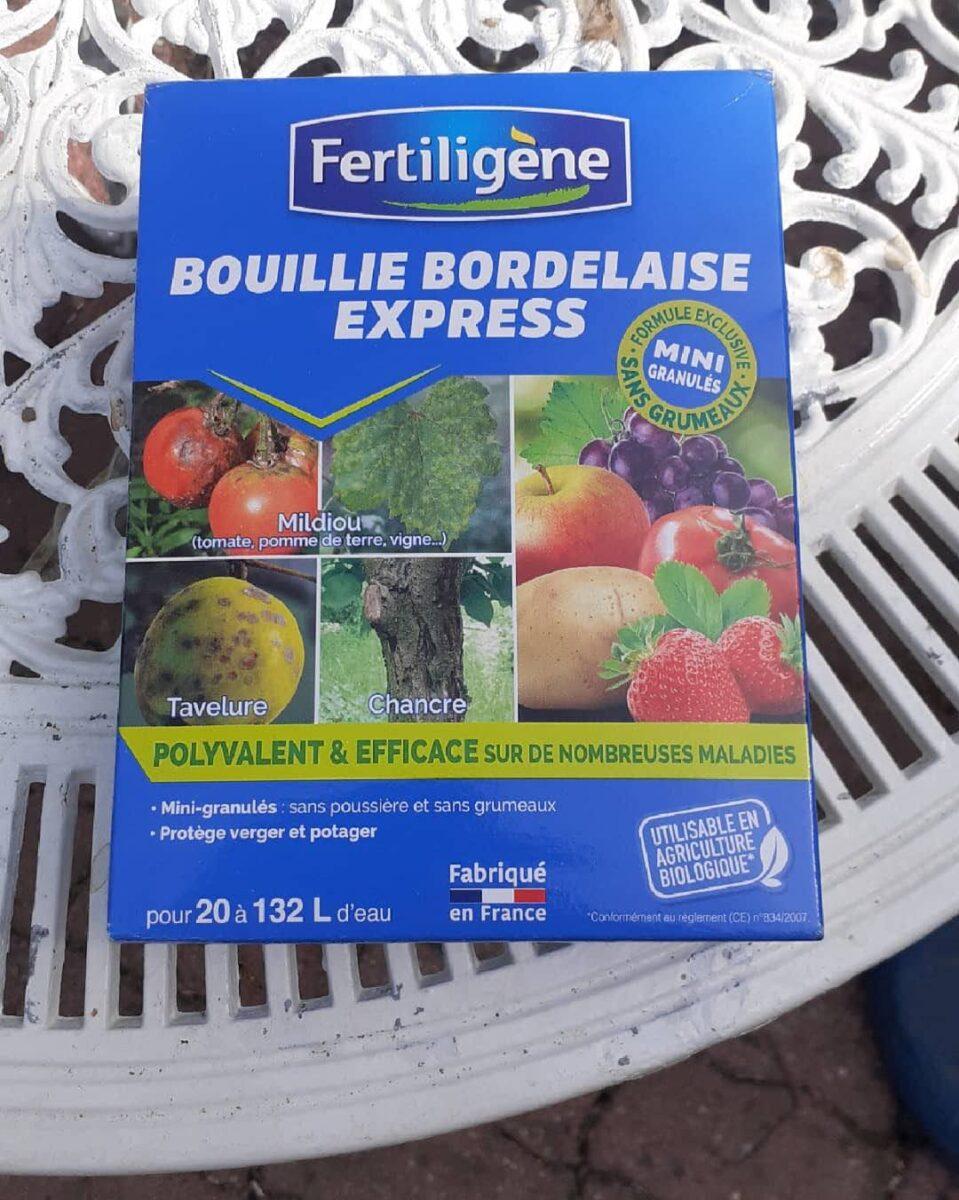 Fertiligène
BOUILLIE BORDELAISE
EXPRESS
FORMULE EXCLUSIVE
MINI
GRANULÉS
SANS GRUMEAUX
Mildiou
(tomate, pomme de terre, vigne...)
Tavelure
Chancre
POLYVALENT & EFFICACE SUR DE NOMBREUSES MALADIES
• Mini-granulés : sans poussière et sans grumeaux
• Protège verger et potager
UTILISABLE EN
AGRICULTURE
BIOLOGIQUE*
Fabriqué
en France
pour 20 à 132 L d'eau
*Conformément au règlement (CE) n°834/2007.